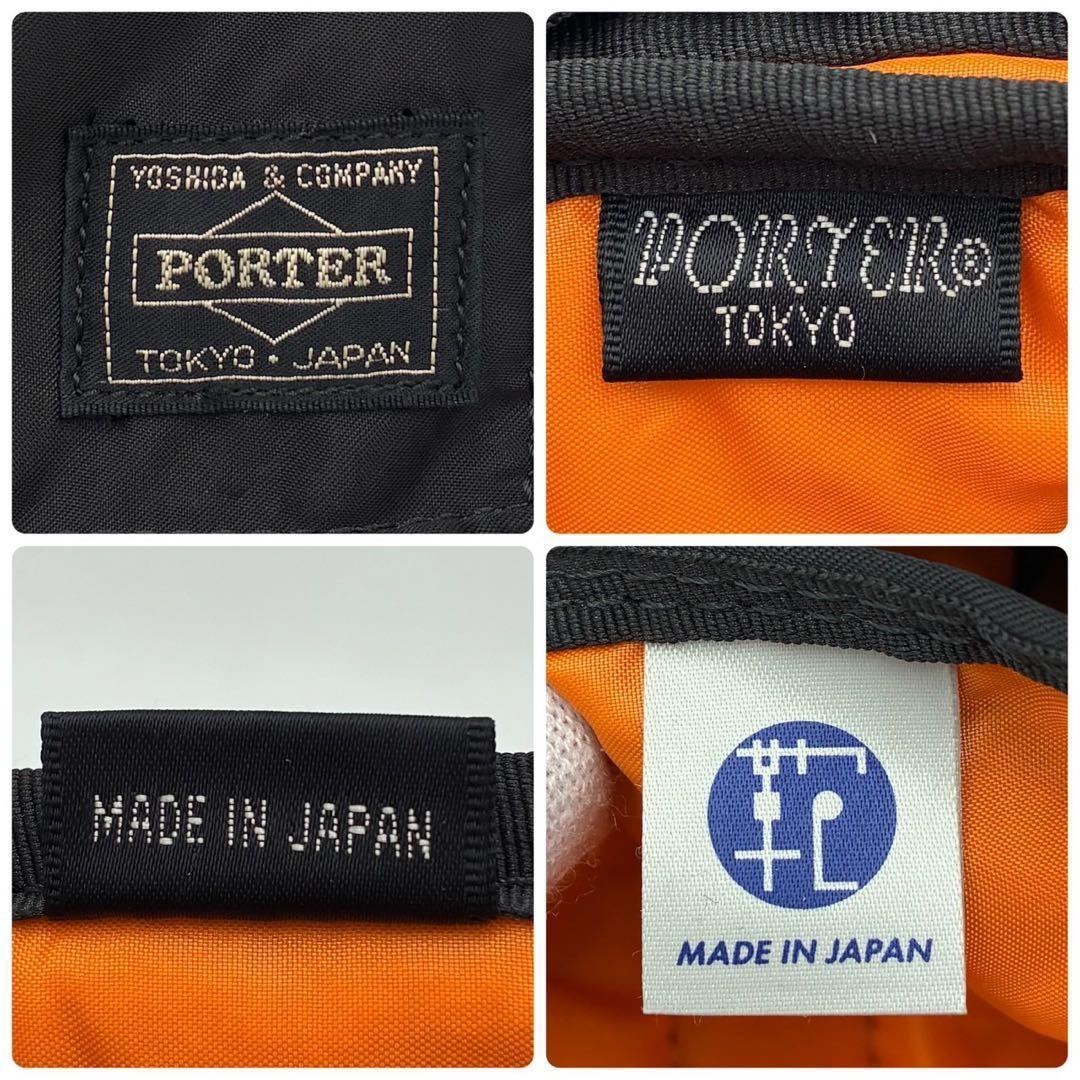 YOSHIDA & COMPANY
PORTER
TOKYO・JAPAN
PORTER®
TOKYO
MADE IN JAPAN
MADE IN JAPAN